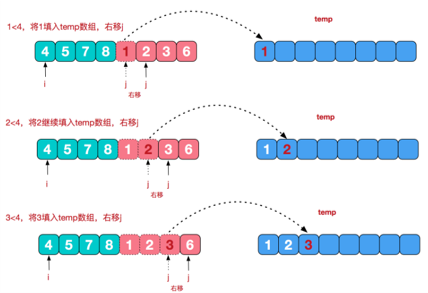 1<4，将1填入temp数组，右移j
temp
4 5 7 8 1 2 3 6
1
i j j
右移
2<4，将2继续填入temp数组，右移j
temp
4 5 7 8 1 2 3 6
1 2
i j j
右移
3<4，将3填入temp数组，右移j
temp
4 5 7 8 1 2 3 6
1 2 3
i j j
右移